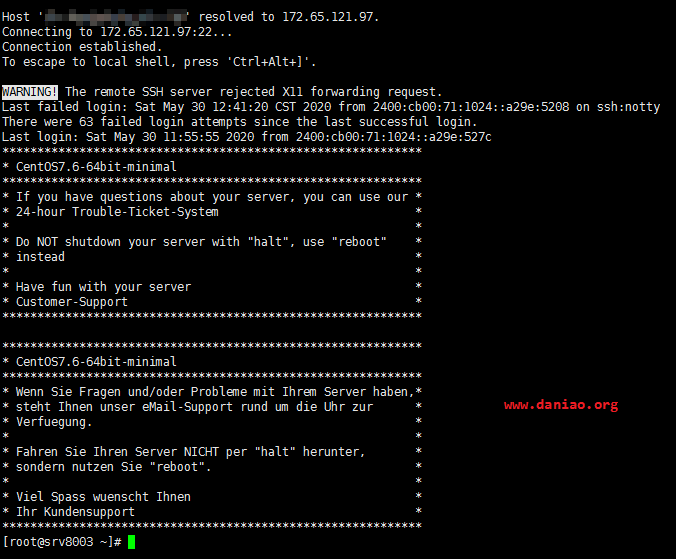 Host '' resolved to 172.65.121.97.
Connecting to 172.65.121.97:22...
Connection established.
To escape to local shell, press 'Ctrl+Alt+]'.
WARNING! The remote SSH server rejected X11 forwarding request.
Last failed login: Sat May 30 12:41:20 CST 2020 from 2400:cb00:71:1024::a29e:5208 on ssh:notty
There were 63 failed login attempts since the last successful login.
Last login: Sat May 30 11:55:55 2020 from 2400:cb00:71:1024::a29e:527c
************************************************************
* CentOS7.6-64bit-minimal
************************************************************
* If you have questions about your server, you can use our *
* 24-hour Trouble-Ticket-System *
* *
* Do NOT shutdown your server with "halt", use "reboot" *
* instead *
* *
* Have fun with your server *
* Customer-Support *
************************************************************
************************************************************
* CentOS7.6-64bit-minimal
************************************************************
* Wenn Sie Fragen und/oder Probleme mit Ihrem Server haben,*
* steht Ihnen unser eMail-Support rund um die Uhr zur *
* Verfuegung. *
* *
* Fahren Sie Ihren Server NICHT per "halt" herunter, *
* sondern nutzen Sie "reboot". *
* *
* Viel Spass wuenscht Ihnen *
* Ihr Kundensupport *
************************************************************
[root@srv8003 ~]#
www.daniao.org